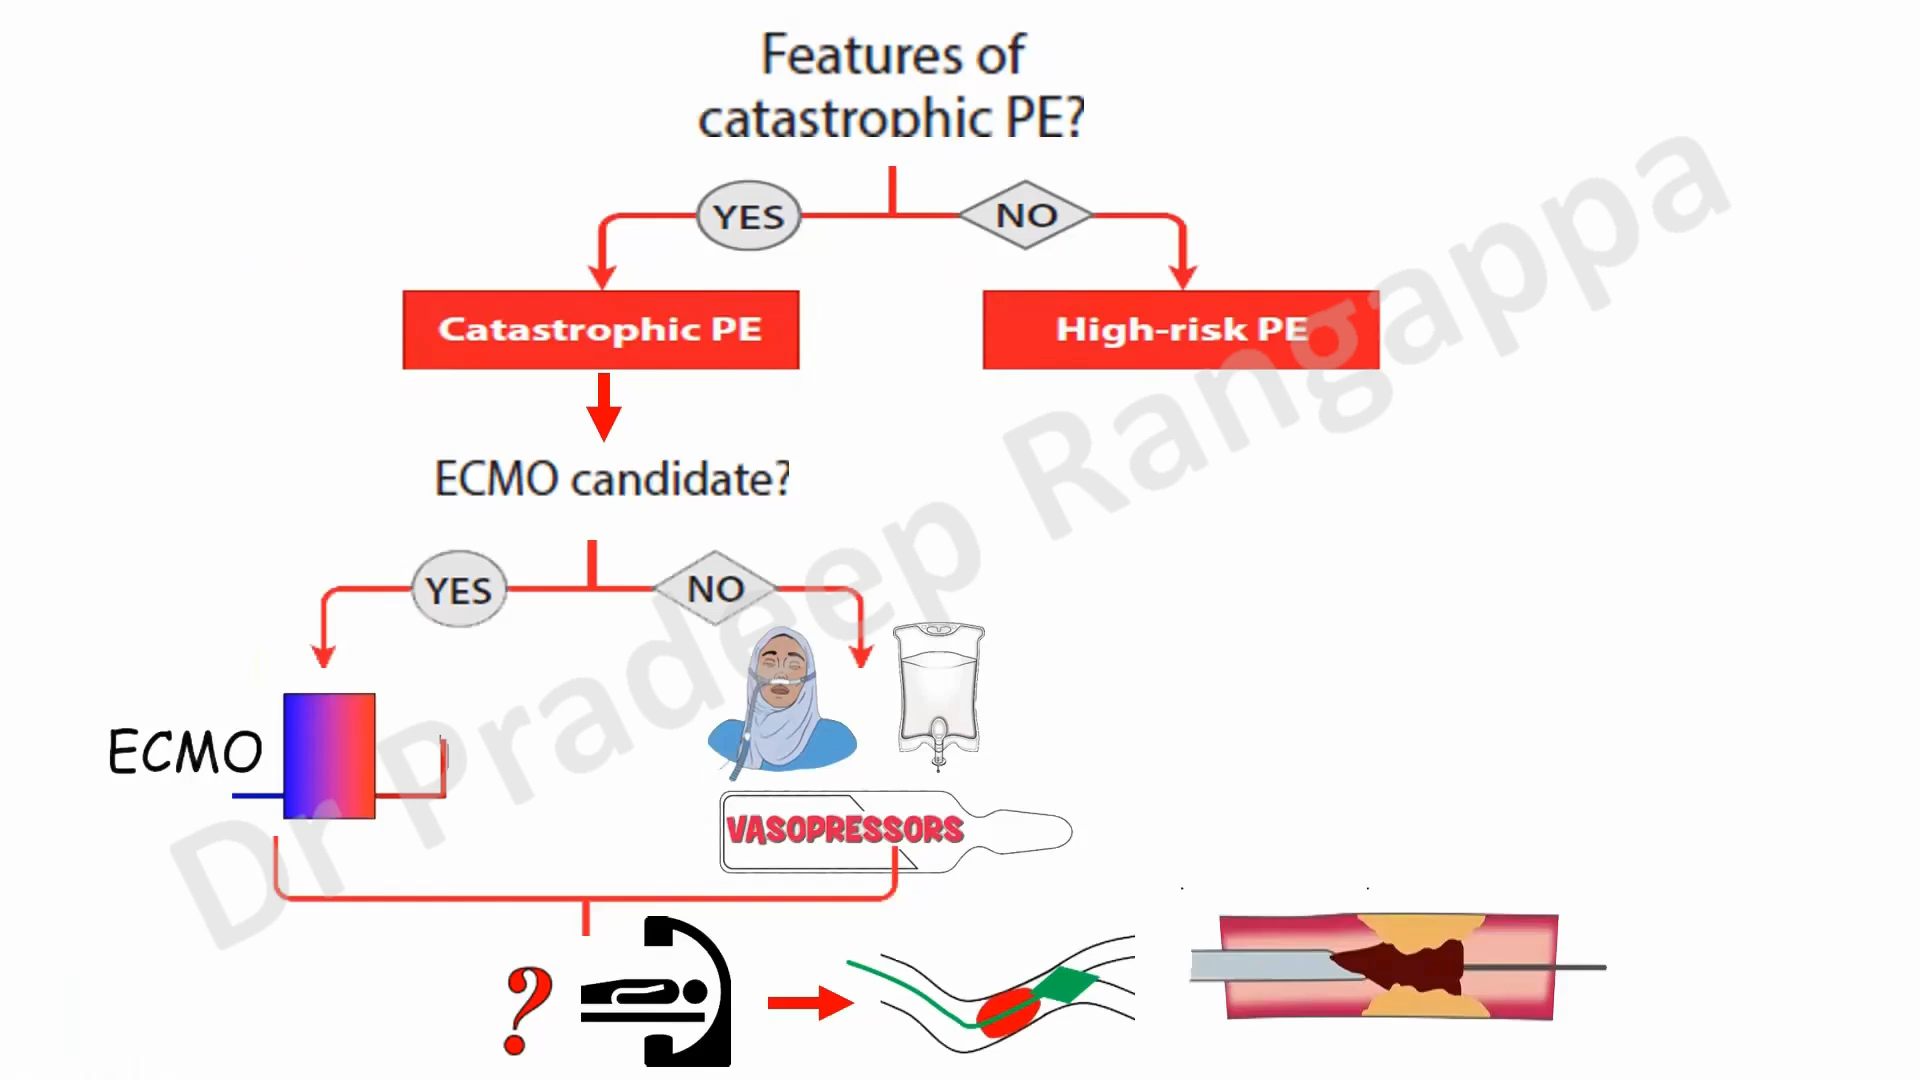 Features of
catastrophic PE?
YES
NO
Catastrophic PE
High-risk PE
ECMO candidate?
YES
NO
ECMO
VASOPRESSORS
?
Dr Pradeep Rangappa